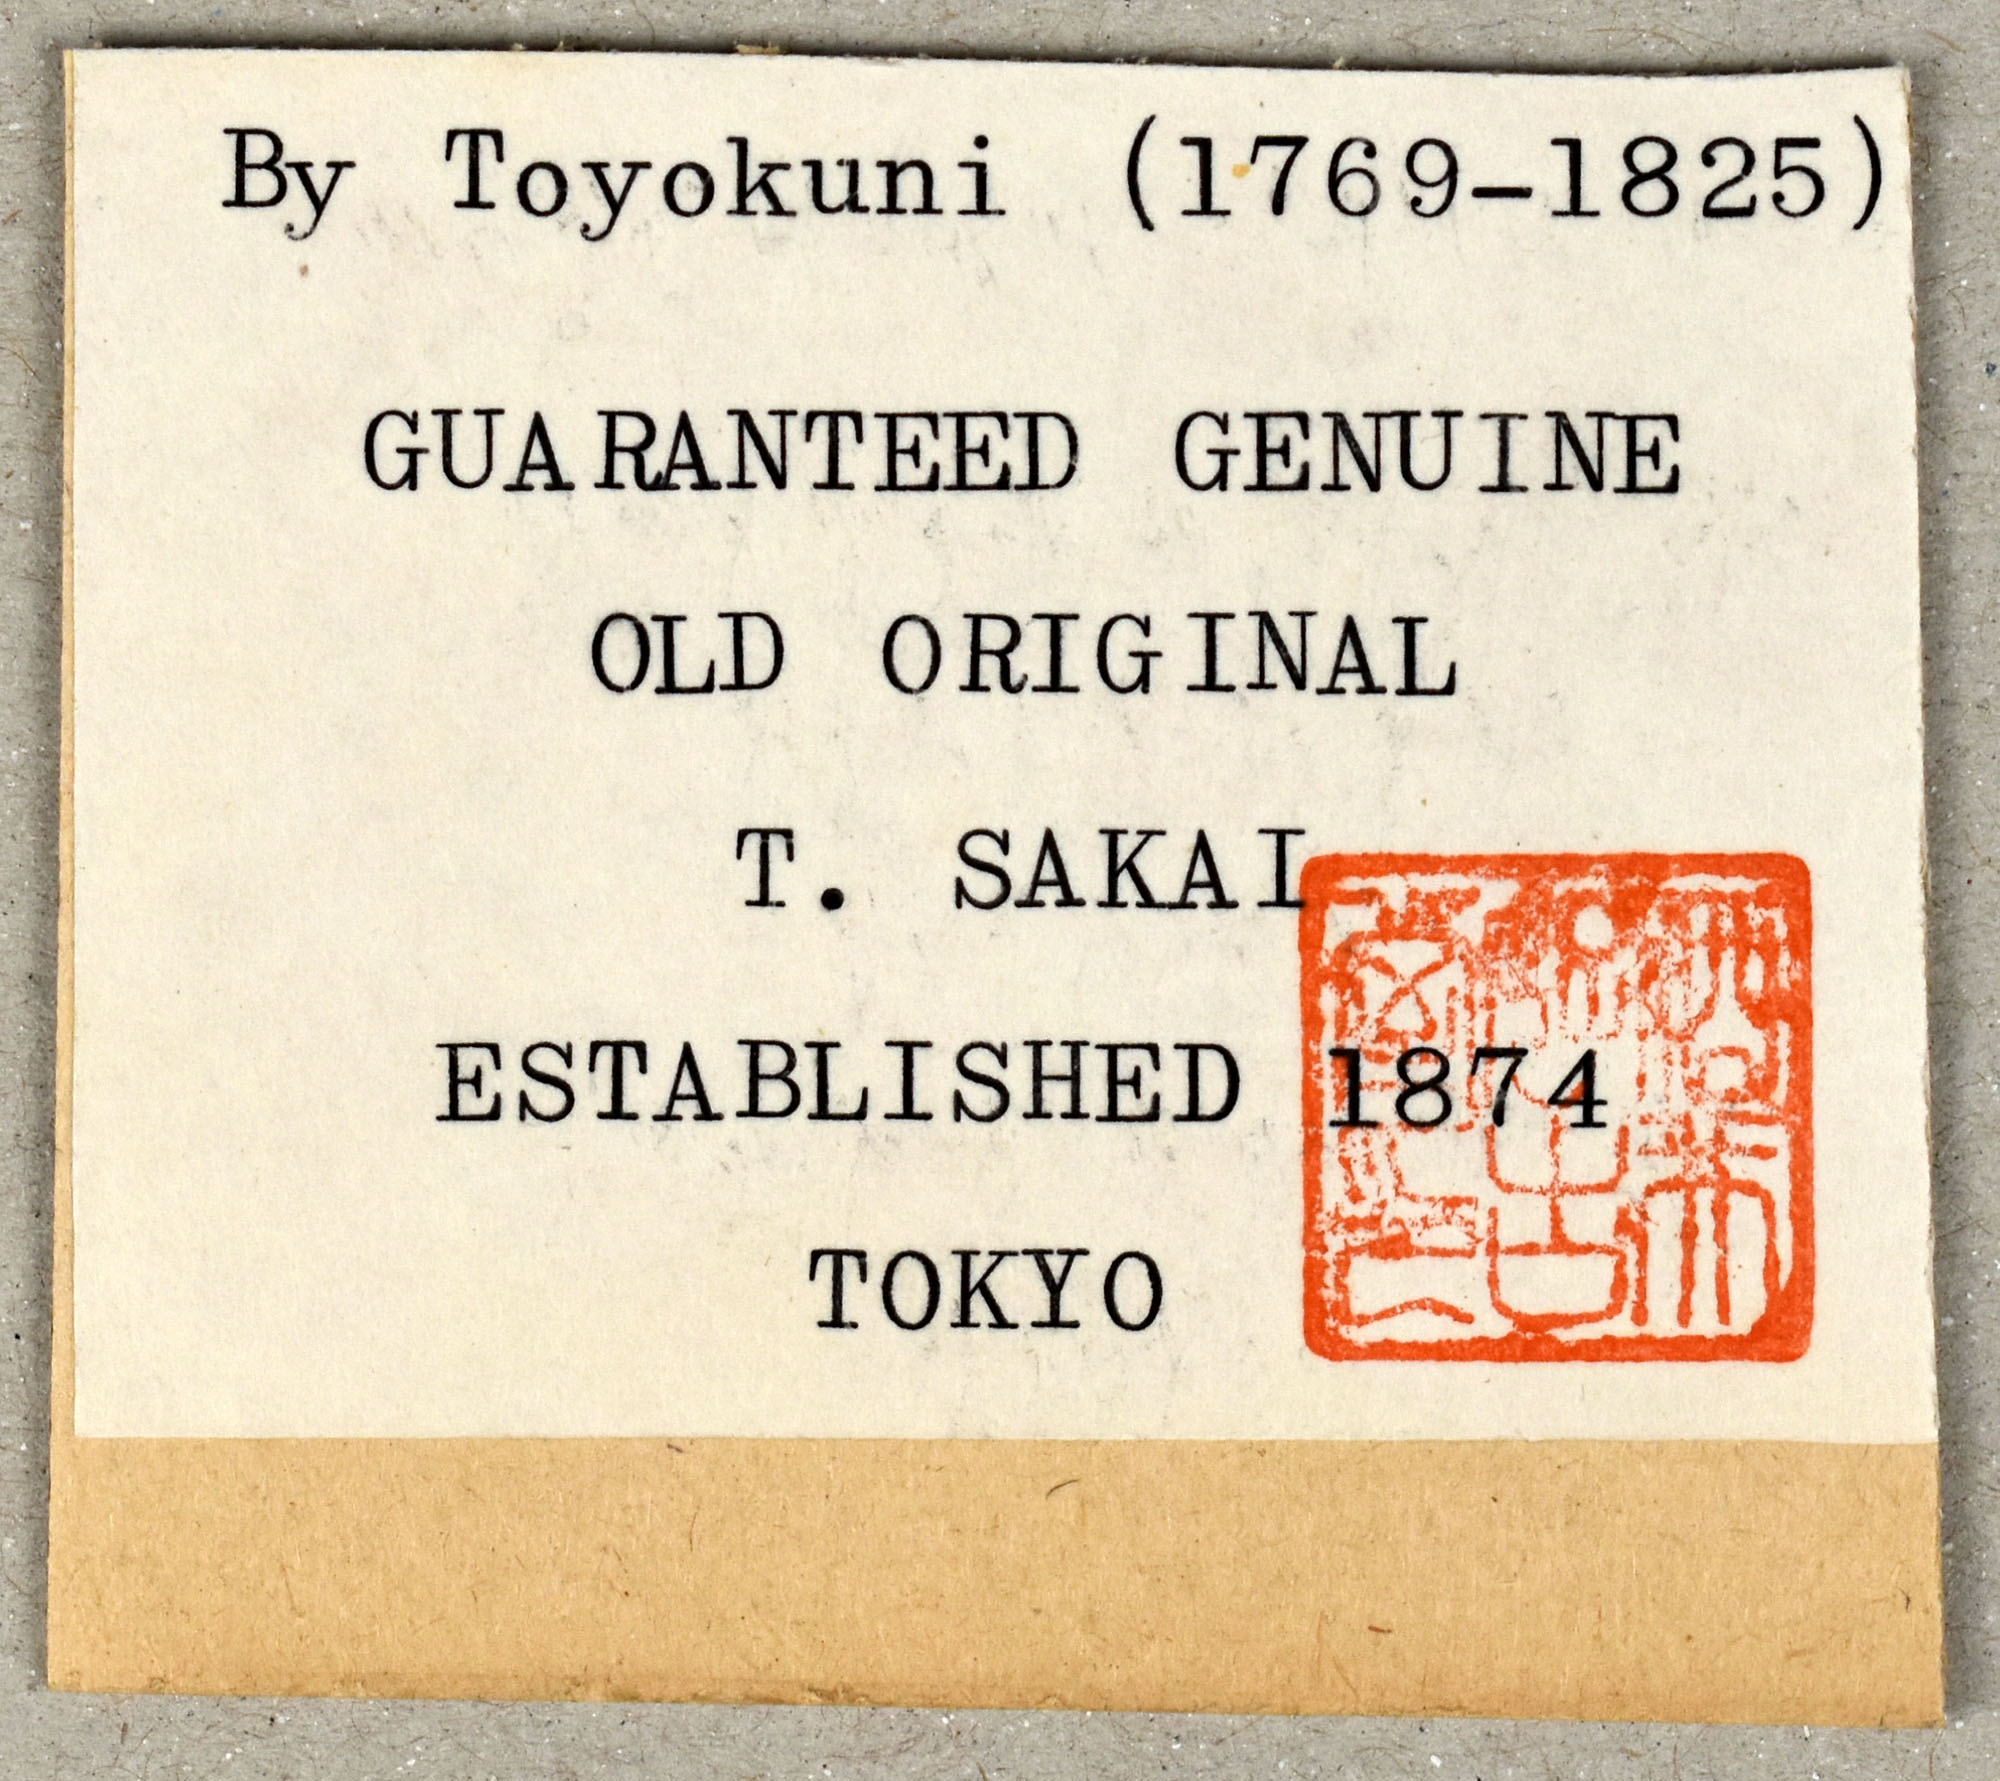 By Toyokuni (1769-1825)
GUARANTEED GENUINE
OLD ORIGINAL
T. SAKAI
ESTABLISHED 1874
TOKYO